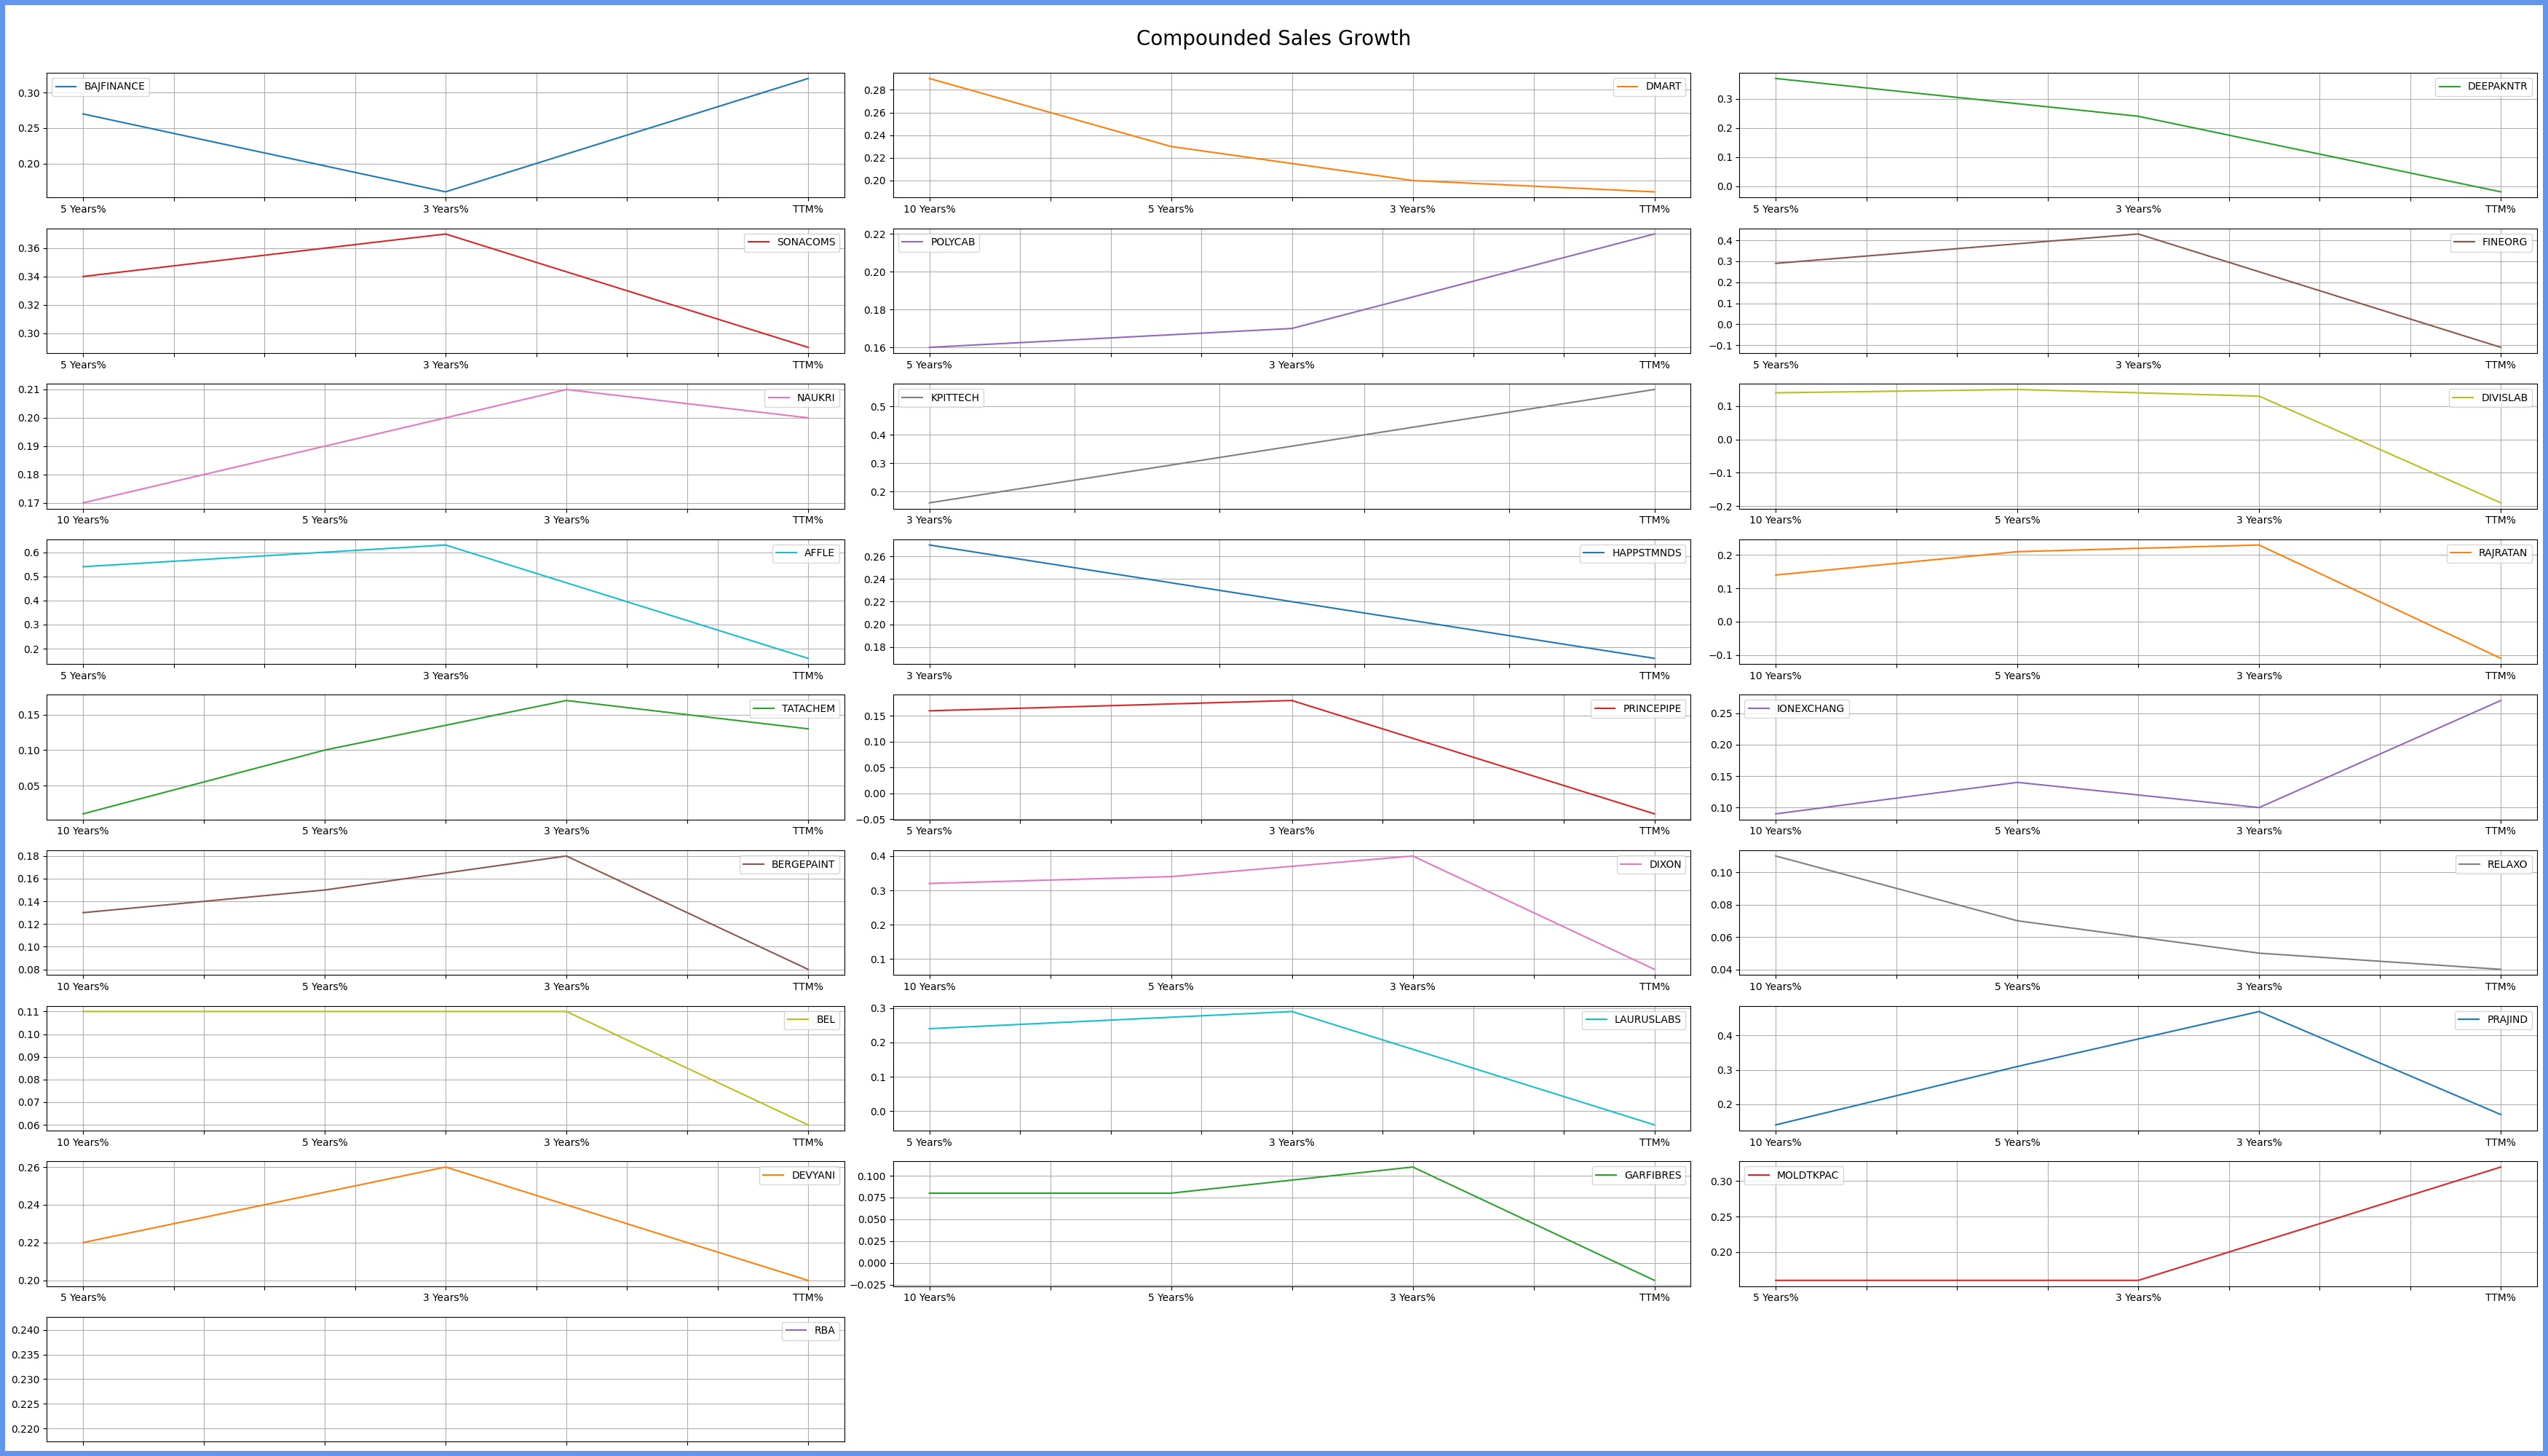 Compounded Sales Growth
BAJFINANCE
0.30
0.25
0.20
5 Years% 3 Years% TTM%
DMART
0.28
0.26
0.24
0.22
0.20
10 Years% 5 Years% 3 Years% TTM%
DEEPAKNTR
0.3
0.2
0.1
0.0
5 Years% 3 Years% TTM%
SONACOMS
0.36
0.34
0.32
0.30
5 Years% 3 Years% TTM%
POLYCAB
0.22
0.20
0.18
0.16
5 Years% 3 Years% TTM%
FINEORG
0.4
0.3
0.2
0.1
0.0
−0.1
5 Years% 3 Years% TTM%
NAUKRI
0.21
0.20
0.19
0.18
0.17
10 Years% 5 Years% 3 Years% TTM%
KPITTECH
0.5
0.4
0.3
0.2
3 Years% TTM%
DIVISLAB
0.1
0.0
−0.1
−0.2
10 Years% 5 Years% 3 Years% TTM%
AFFLE
0.6
0.5
0.4
0.3
0.2
5 Years% 3 Years% TTM%
HAPPSTMNDS
0.26
0.24
0.22
0.20
0.18
3 Years% TTM%
RAJRATAN
0.2
0.1
0.0
−0.1
10 Years% 5 Years% 3 Years% TTM%
TATACHEM
0.15
0.10
0.05
10 Years% 5 Years% 3 Years% TTM%
PRINCEPIPE
0.15
0.10
0.05
0.00
−0.05
5 Years% 3 Years% TTM%
IONEXCHANG
0.25
0.20
0.15
0.10
10 Years% 5 Years% 3 Years% TTM%
BERGEPAINT
0.18
0.16
0.14
0.12
0.10
0.08
10 Years% 5 Years% 3 Years% TTM%
DIXON
0.4
0.3
0.2
0.1
10 Years% 5 Years% 3 Years% TTM%
RELAXO
0.10
0.08
0.06
0.04
10 Years% 5 Years% 3 Years% TTM%
BEL
0.11
0.10
0.09
0.08
0.07
0.06
10 Years% 5 Years% 3 Years% TTM%
LAURUSLABS
0.3
0.2
0.1
0.0
5 Years% 3 Years% TTM%
PRAJIND
0.4
0.3
0.2
10 Years% 5 Years% 3 Years% TTM%
DEVYANI
0.26
0.24
0.22
0.20
5 Years% 3 Years% TTM%
GARFIBRES
0.100
0.075
0.050
0.025
0.000
−0.025
10 Years% 5 Years% 3 Years% TTM%
MOLDTKPAC
0.30
0.25
0.20
5 Years% 3 Years% TTM%
RBA
0.240
0.235
0.230
0.225
0.220